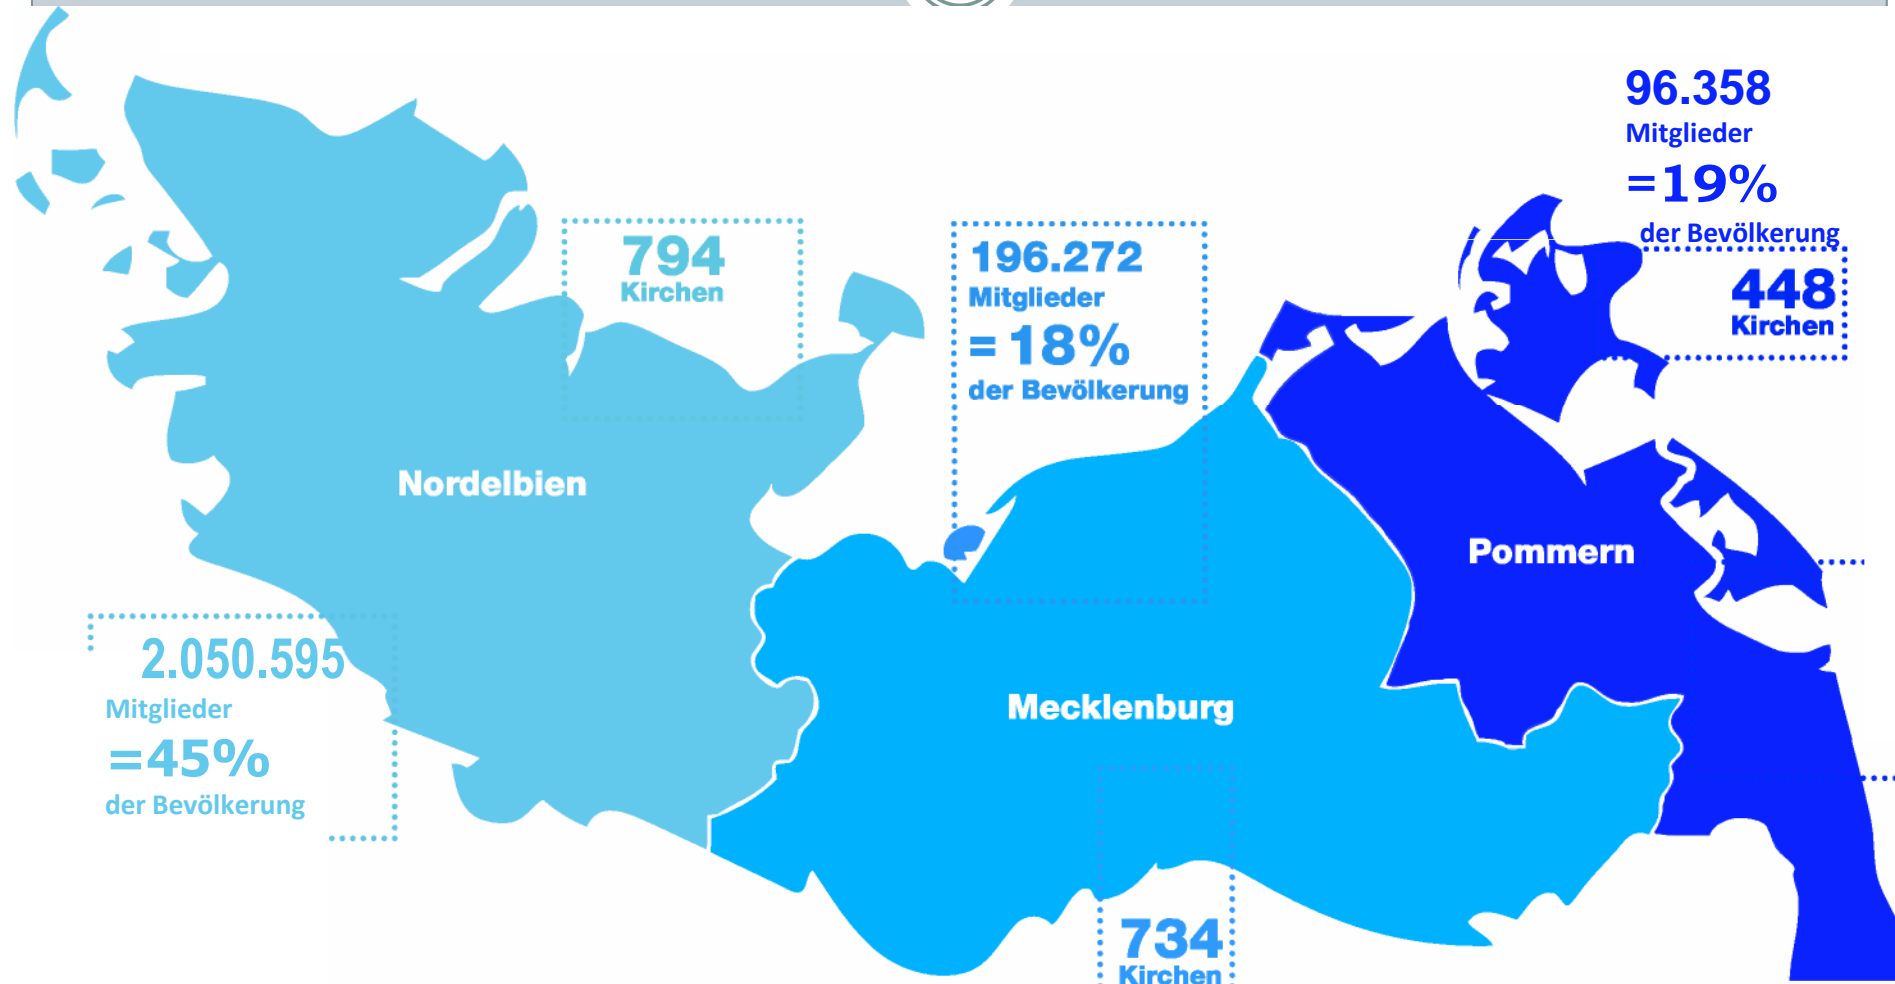 96.358
Mitglieder
=19%
der Bevölkerung
448
Kirchen
794
Kirchen
196.272
Mitglieder
= 18%
der Bevölkerung
Nordelbien
Pommern
2.050.595
Mitglieder
=45%
der Bevölkerung
Mecklenburg
734
Kirchen